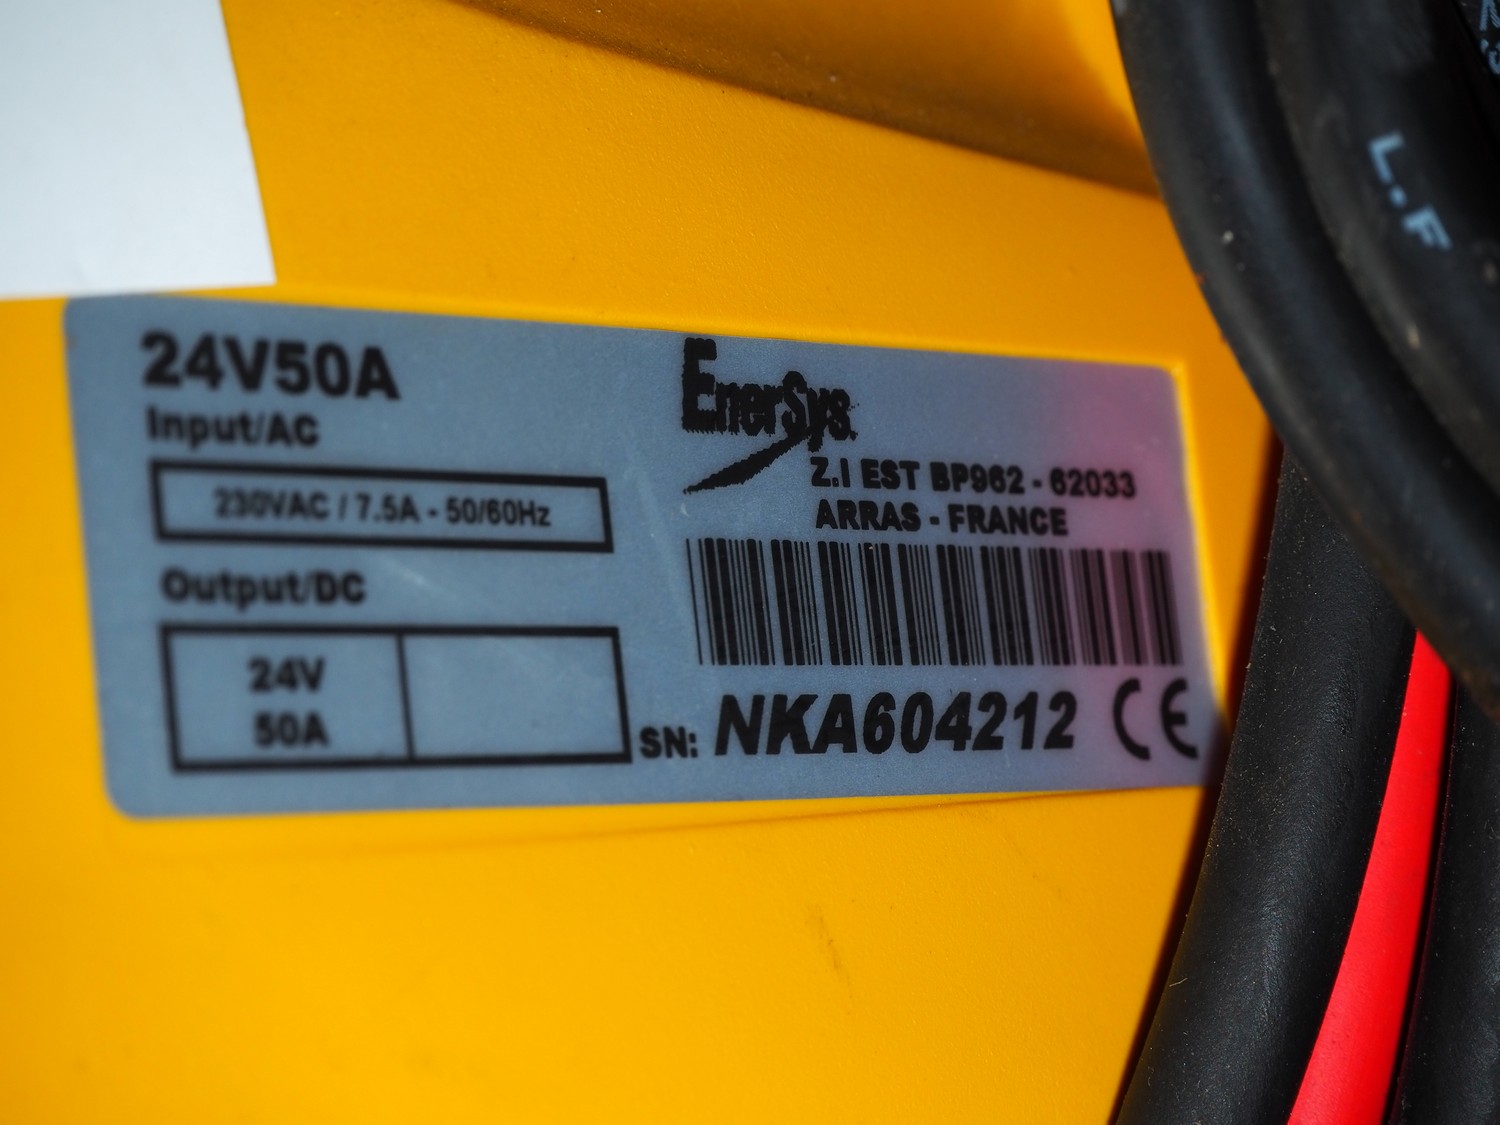 24V50A
Input/AC
230VAC / 7.5A - 50/60Hz
Output/DC
24V
50A
EnerSys.
Z.I EST BP962 - 62033
ARRAS - FRANCE
SN: NKA604212 CE
L.F